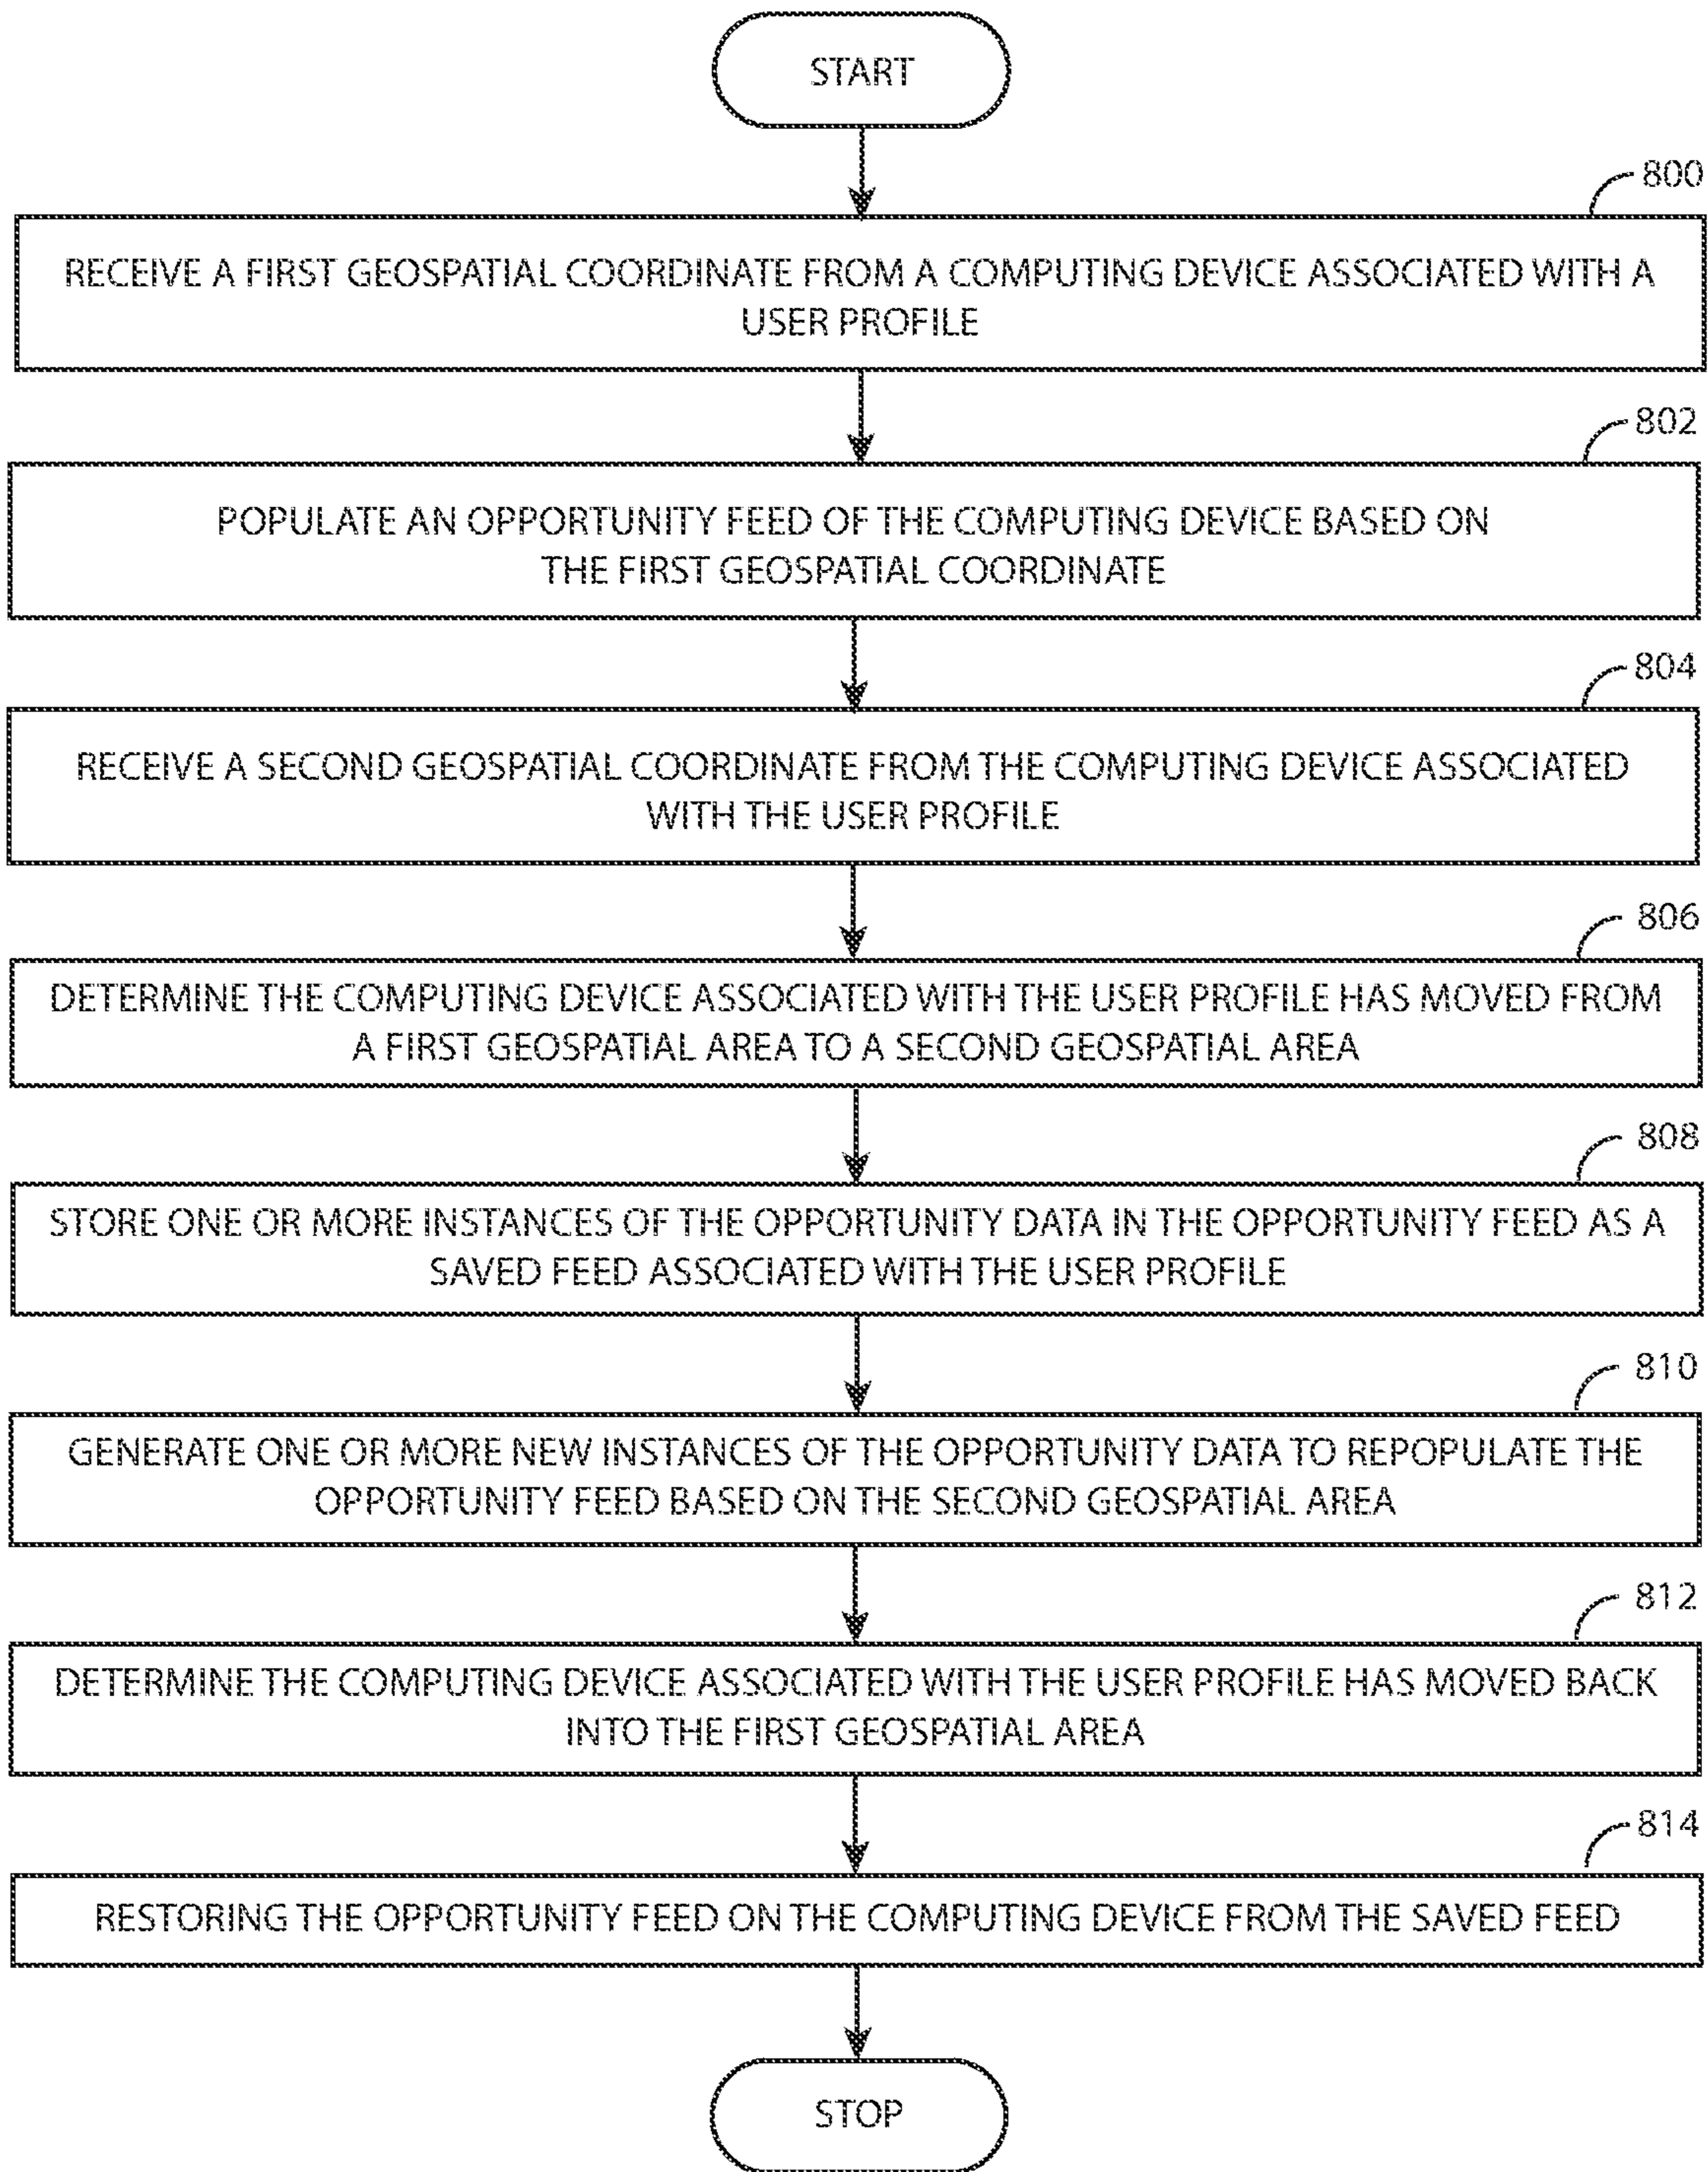 START
800
RECEIVE A FIRST GEOSPATIAL COORDINATE FROM A COMPUTING DEVICE ASSOCIATED WITH A
USER PROFILE
802
POPULATE AN OPPORTUNITY FEED OF THE COMPUTING DEVICE BASED ON
THE FIRST GEOSPATIAL COORDINATE
804
RECEIVE A SECOND GEOSPATIAL COORDINATE FROM THE COMPUTING DEVICE ASSOCIATED
WITH THE USER PROFILE
806
DETERMINE THE COMPUTING DEVICE ASSOCIATED WITH THE USER PROFILE HAS MOVED FROM
A FIRST GEOSPATIAL AREA TO A SECOND GEOSPATIAL AREA
808
STORE ONE OR MORE INSTANCES OF THE OPPORTUNITY DATA IN THE OPPORTUNITY FEED AS A
SAVED FEED ASSOCIATED WITH THE USER PROFILE
810
GENERATE ONE OR MORE NEW INSTANCES OF THE OPPORTUNITY DATA TO REPOPULATE THE
OPPORTUNITY FEED BASED ON THE SECOND GEOSPATIAL AREA
812
DETERMINE THE COMPUTING DEVICE ASSOCIATED WITH THE USER PROFILE HAS MOVED BACK
INTO THE FIRST GEOSPATIAL AREA
814
RESTORING THE OPPORTUNITY FEED ON THE COMPUTING DEVICE FROM THE SAVED FEED
STOP